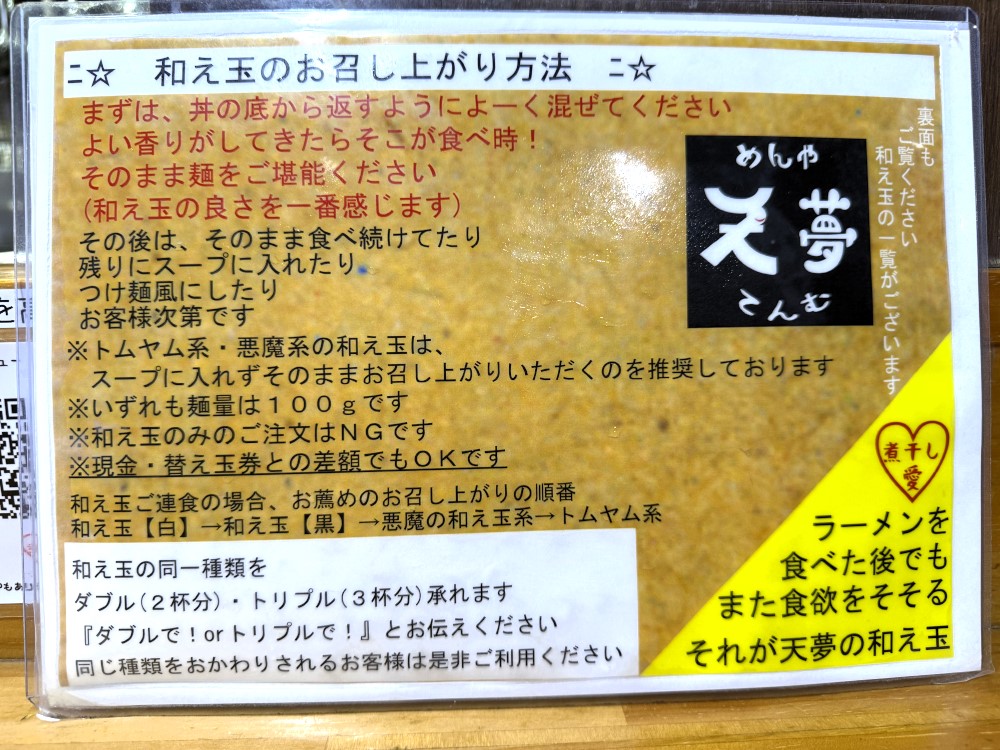 ニ☆ 和え玉のお召し上がり方法 ニ☆
まずは、丼の底から返すようによーく混ぜてください
よい香りがしてきたらそこが食べ時！
そのまま麺をご堪能ください
(和え玉の良さを一番感じます)
その後は、そのまま食べ続けてたり
残りにスープに入れたり
つけ麺風にしたり
お客様次第です
※トムヤム系・悪魔系の和え玉は、
スープに入れずそのままお召し上がりいただくのを推奨しております
※いずれも麺量は１００ｇです
※和え玉のみのご注文はＮＧです
※現金・替え玉券との差額でもＯＫです
和え玉ご連食の場合、お薦めのお召し上がりの順番
和え玉【白】→和え玉【黒】→悪魔の和え玉系→トムヤム系
和え玉の同一種類を
ダブル(２杯分)・トリプル(３杯分)承れます
『ダブルで！orトリプルで！』とお伝えください
同じ種類をおかわりされるお客様は是非ご利用ください
めんや
天夢
てんむ
裏面も
ご覧ください
和え玉の一覧がございます
煮干し
愛
ラーメンを
食べた後でも
また食欲をそそる
それが天夢の和え玉